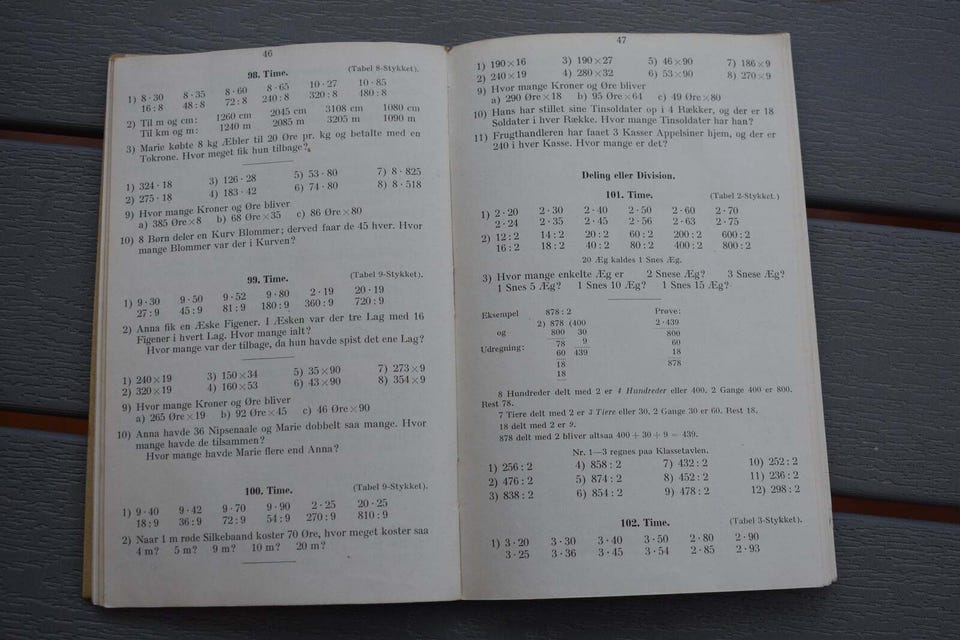 46
98. Time.
(Tabel 8-Stykket).
1) 8 · 30 8 · 35 8 · 60 8 · 65 10 · 27 10 · 85
16 : 8 48 : 8 72 : 8 240 : 8 320 : 8 480 : 8
2) Til m og cm: 1260 cm 2045 cm 3108 cm 1080 cm
Til km og m: 1240 m 2085 m 3205 m 1090 m
3) Marie købte 8 kg Æbler til 20 Øre pr. kg og betalte med en
Tokrone. Hvor meget fik hun tilbage?
1) 324 · 18 3) 126 · 28 5) 53 · 80 7) 8 · 825
2) 275 · 18 4) 183 · 42 6) 74 · 80 8) 8 · 518
9) Hvor mange Kroner og Øre bliver
a) 385 Øre × 8 b) 68 Øre × 35 c) 86 Øre × 80
10) 8 Børn deler en Kurv Blommer; derved faar de 45 hver. Hvor
mange Blommer var der i Kurven?
99. Time.
(Tabel 9-Stykket).
1) 9 · 30 9 · 50 9 · 52 9 · 80 2 · 19 20 · 19
27 : 9 45 : 9 81 : 9 180 : 9 360 : 9 720 : 9
2) Anna fik en Æske Figener. I Æsken var der tre Lag med 16
Figener i hvert Lag. Hvor mange ialt?
Hvor mange var der tilbage, da hun havde spist det ene Lag?
1) 240 × 19 3) 150 × 34 5) 35 × 90 7) 273 × 9
2) 320 × 19 4) 160 × 53 6) 43 × 90 8) 354 × 9
9) Hvor mange Kroner og Øre bliver
a) 265 Øre × 19 b) 92 Øre × 45 c) 46 Øre × 90
10) Anna havde 36 Nipsenaale og Marie dobbelt saa mange. Hvor
mange havde de tilsammen?
Hvor mange havde Marie flere end Anna?
100. Time.
(Tabel 9-Stykket).
1) 9 · 40 9 · 42 9 · 70 9 · 90 2 · 25 20 · 25
18 : 9 36 : 9 72 : 9 54 : 9 270 : 9 810 : 9
2) Naar 1 m røde Silkebaand koster 70 Øre, hvor meget koster saa
4 m? 5 m? 9 m? 10 m? 20 m?
47
1) 190 × 16 3) 190 × 27 5) 46 × 90 7) 186 × 9
2) 240 × 19 4) 280 × 32 6) 53 × 90 8) 270 × 9
9) Hvor mange Kroner og Øre bliver
a) 290 Øre × 18 b) 95 Øre × 64 c) 49 Øre × 80
10) Hans har stillet sine Tinsoldater op i 4 Rækker, og der er 18
Soldater i hver Række. Hvor mange Tinsoldater har han?
11) Frugthandleren har faaet 3 Kasser Appelsiner hjem, og der er
240 i hver Kasse. Hvor mange er det?
Deling eller Division.
101. Time.
(Tabel 2-Stykket).
1) 2 · 20 2 · 30 2 · 40 2 · 50 2 · 60 2 · 70
2 · 24 2 · 35 2 · 45 2 · 56 2 · 63 2 · 75
2) 12 : 2 14 : 2 20 : 2 60 : 2 200 : 2 600 : 2
16 : 2 18 : 2 40 : 2 80 : 2 400 : 2 800 : 2
20 Æg kaldes 1 Snes Æg.
3) Hvor mange enkelte Æg er 2 Snese Æg? 3 Snese Æg?
1 Snes 5 Æg? 1 Snes 10 Æg? 1 Snes 15 Æg?
Eksempel 878 : 2 Prøve:
2) 878 (400 2 · 439
og 800 30 800
78 9 60
Udregning: 60 439 18
18 878
18
8 Hundreder delt med 2 er 4 Hundreder eller 400. 2 Gange 400 er 800.
Rest 78.
7 Tiere delt med 2 er 3 Tiere eller 30. 2 Gange 30 er 60. Rest 18.
18 delt med 2 er 9.
878 delt med 2 bliver altsaa 400 + 30 + 9 = 439.
Nr. 1—3 regnes paa Klassetavlen.
1) 256 : 2 4) 858 : 2 7) 432 : 2 10) 252 : 2
2) 476 : 2 5) 874 : 2 8) 452 : 2 11) 236 : 2
3) 838 : 2 6) 854 : 2 9) 478 : 2 12) 298 : 2
102. Time.
(Tabel 3-Stykket).
1) 3 · 20 3 · 30 3 · 40 3 · 50 2 · 80 2 · 90
3 · 25 3 · 36 3 · 45 3 · 54 2 · 85 2 · 93